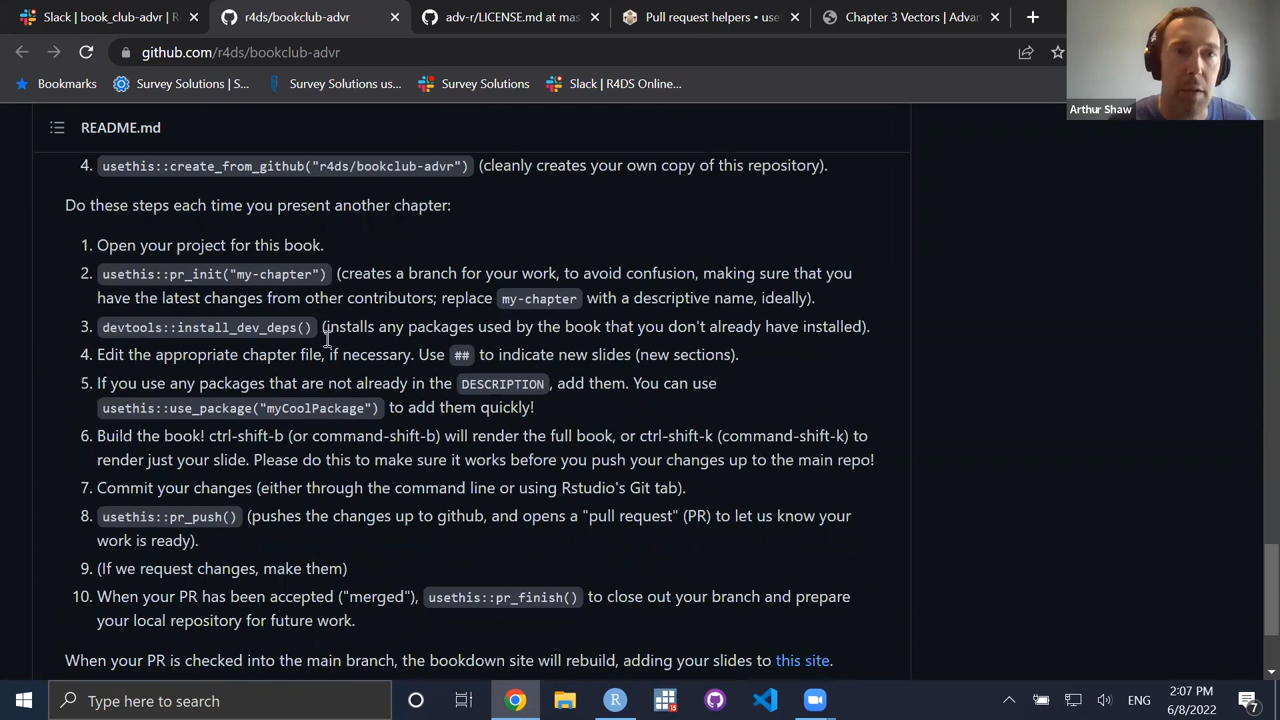 Slack | book_club-advr | R
r4ds/bookclub-advr
adv-r/LICENSE.md at mas
Pull request helpers • use
Chapter 3 Vectors | Advan
github.com/r4ds/bookclub-advr
Bookmarks
Survey Solutions | S...
Survey Solutions us...
Survey Solutions
Slack | R4DS Online...
Arthur Shaw
README.md
4. usethis::create_from_github("r4ds/bookclub-advr") (cleanly creates your own copy of this repository).
Do these steps each time you present another chapter:
1. Open your project for this book.
2. usethis::pr_init("my-chapter") (creates a branch for your work, to avoid confusion, making sure that you
have the latest changes from other contributors; replace my-chapter with a descriptive name, ideally).
3. devtools::install_dev_deps() (installs any packages used by the book that you don't already have installed).
4. Edit the appropriate chapter file, if necessary. Use ## to indicate new slides (new sections).
5. If you use any packages that are not already in the DESCRIPTION, add them. You can use
usethis::use_package("myCoolPackage") to add them quickly!
6. Build the book! ctrl-shift-b (or command-shift-b) will render the full book, or ctrl-shift-k (command-shift-k) to
render just your slide. Please do this to make sure it works before you push your changes up to the main repo!
7. Commit your changes (either through the command line or using Rstudio's Git tab).
8. usethis::pr_push() (pushes the changes up to github, and opens a "pull request" (PR) to let us know your
work is ready).
9. (If we request changes, make them)
10. When your PR has been accepted ("merged"), usethis::pr_finish() to close out your branch and prepare
your local repository for future work.
When your PR is checked into the main branch, the bookdown site will rebuild, adding your slides to this site.
Type here to search
ENG
2:07 PM
6/8/2022
7